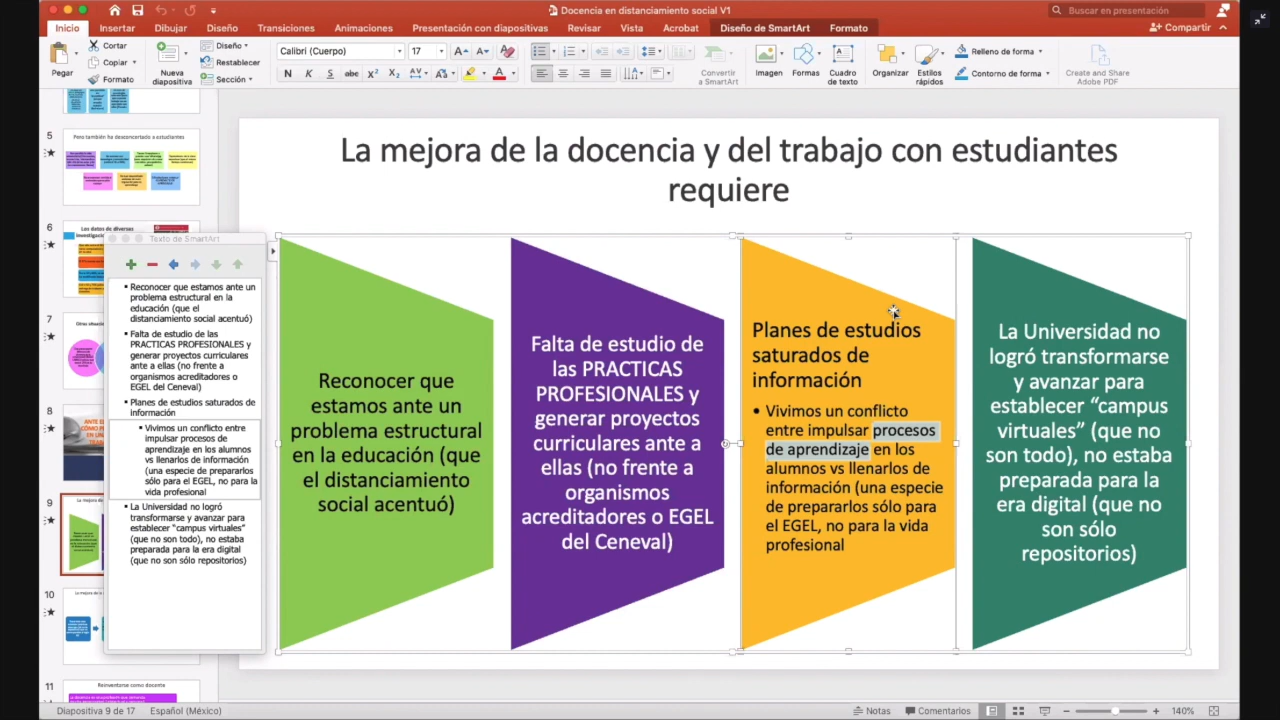 Docencia en distanciamiento social V1
Buscar en presentación
Inicio
Insertar
Dibujar
Diseño
Transiciones
Animaciones
Presentación con diapositivas
Revisar
Vista
Acrobat
Diseño de SmartArt
Formato
Compartir
Pegar
Cortar
Copiar
Formato
Nueva
diapositiva
Diseño
Restablecer
Sección
Calibri (Cuerpo)
17
N K S abc X² X₂
Convertir
a SmartArt
Imagen
Formas
Cuadro
de texto
Organizar
Estilos
rápidos
Relleno de forma
Contorno de forma
Create and Share
Adobe PDF
5
Pero también ha desconcertado a estudiantes
6
Los datos de diversas
7
8
9
10
11
Reinventarse como docente
Texto de SmartArt
Reconocer que estamos ante un
problema estructural en la
educación (que el
distanciamiento social acentuó)
Falta de estudio de las
PRACTICAS PROFESIONALES y
generar proyectos curriculares
ante a ellas (no frente a
organismos acreditadores o
EGEL del Ceneval)
Planes de estudios saturados de
información
Vivimos un conflicto entre
impulsar procesos de
aprendizaje en los alumnos
vs llenarlos de información
(una especie de prepararlos
sólo para el EGEL, no para la
vida profesional
La Universidad no logró
transformarse y avanzar para
establecer “campus virtuales”
(que no son todo), no estaba
preparada para la era digital
(que no son sólo repositorios)
La mejora de la docencia y del trabajo con estudiantes
requiere
Reconocer que
estamos ante un
problema estructural
en la educación (que
el distanciamiento
social acentuó)
Falta de estudio de
las PRACTICAS
PROFESIONALES y
generar proyectos
curriculares ante a
ellas (no frente a
organismos
acreditadores o EGEL
del Ceneval)
Planes de estudios
saturados de
información
• Vivimos un conflicto
entre impulsar procesos
de aprendizaje en los
alumnos vs llenarlos de
información (una especie
de prepararlos sólo para
el EGEL, no para la vida
profesional
La Universidad no
logró transformarse
y avanzar para
establecer “campus
virtuales” (que no
son todo), no estaba
preparada para la
era digital (que no
son sólo
repositorios)
Diapositiva 9 de 17
Español (México)
Notas
Comentarios
140%